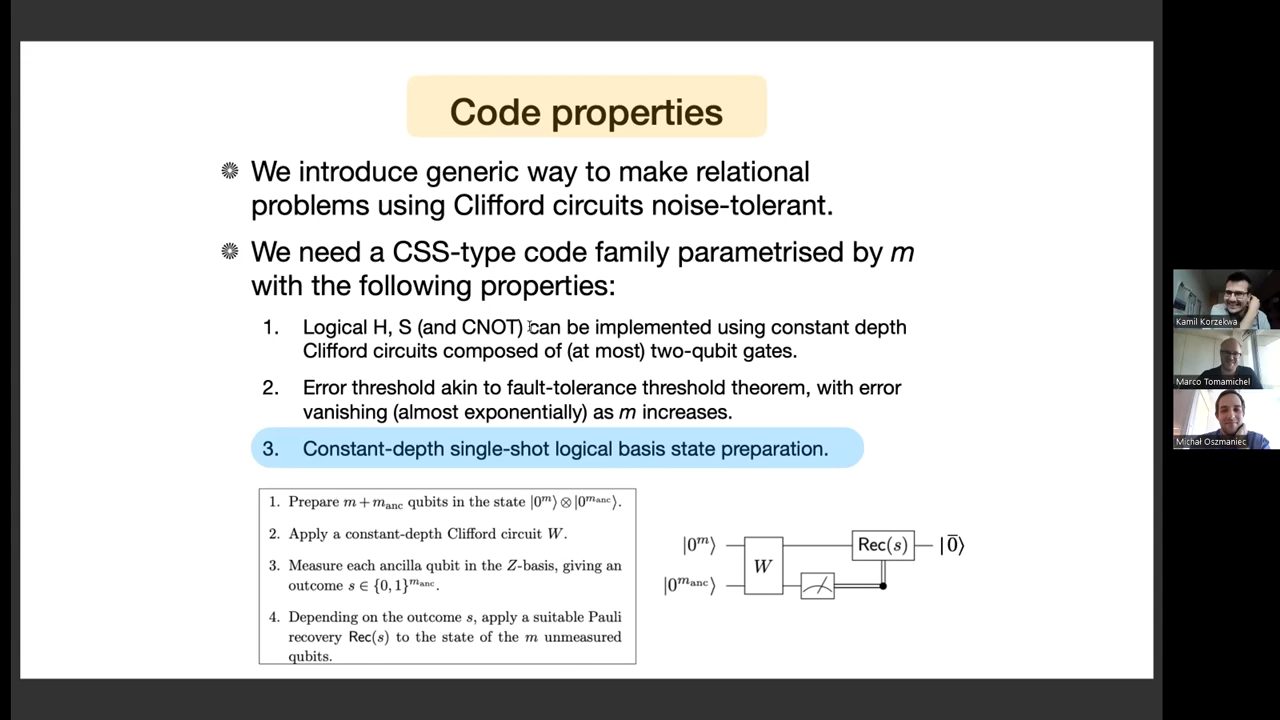 Code properties
We introduce generic way to make relational
problems using Clifford circuits noise-tolerant.
We need a CSS-type code family parametrised by m
with the following properties:
1. Logical H, S (and CNOT) can be implemented using constant depth
Clifford circuits composed of (at most) two-qubit gates.
2. Error threshold akin to fault-tolerance threshold theorem, with error
vanishing (almost exponentially) as m increases.
3. Constant-depth single-shot logical basis state preparation.
1. Prepare m + m_anc qubits in the state |0^m⟩ ⊗ |0^{m_anc}⟩.
2. Apply a constant-depth Clifford circuit W.
3. Measure each ancilla qubit in the Z-basis, giving an
outcome s ∈ {0, 1}^{m_anc}.
4. Depending on the outcome s, apply a suitable Pauli
recovery Rec(s) to the state of the m unmeasured
qubits.
|0^m⟩ W Rec(s) |0̅⟩
|0^{m_anc}⟩
Kamil Korzekwa
Marco Tomamichel
Michał Oszmaniec